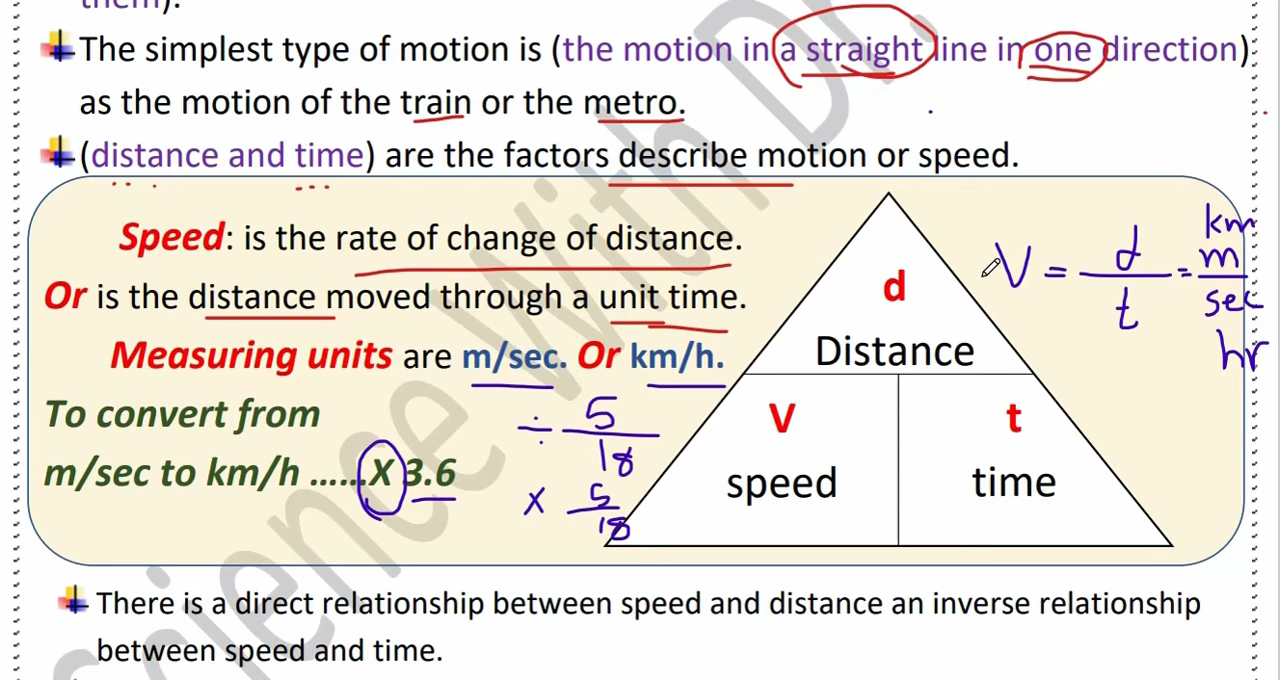 them).
The simplest type of motion is (the motion in a straight line in one direction)
as the motion of the train or the metro.
(distance and time) are the factors describe motion or speed.
Speed: is the rate of change of distance.
Or is the distance moved through a unit time.
Measuring units are m/sec. Or km/h.
To convert from
m/sec to km/h ......X 3.6
÷ 5/18
× 5/18
d
Distance
V
speed
t
time
V = d/t = km m/sec hr
There is a direct relationship between speed and distance an inverse relationship
between speed and time.
Science With Dr.